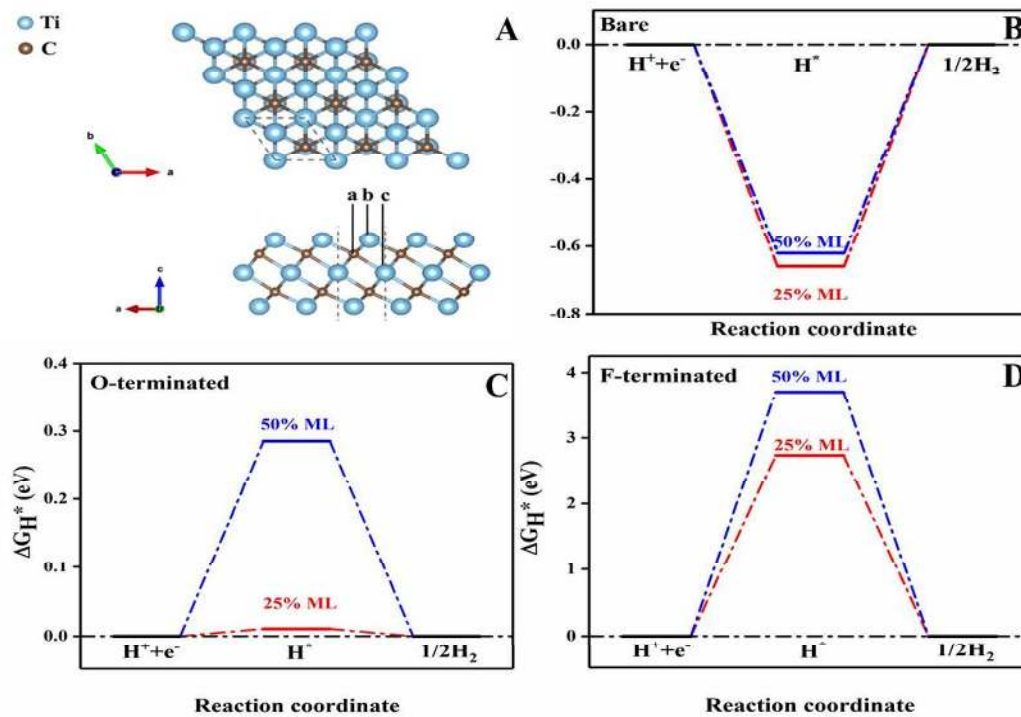 Ti
C
A
b
a
a b c
c
a
Bare
B
0.0
-0.2
-0.4
-0.6
-0.8
H⁺+e⁻
H*
1/2H₂
50% ML
25% ML
Reaction coordinate
O-terminated
C
0.4
0.3
0.2
0.1
0.0
ΔG_H* (eV)
50% ML
25% ML
H⁺+e⁻
H^
1/2H₂
Reaction coordinate
F-terminated
D
4
3
2
1
0
ΔG_H* (eV)
50% ML
25% ML
H⁺+e⁻
H^
1/2H₂
Reaction coordinate